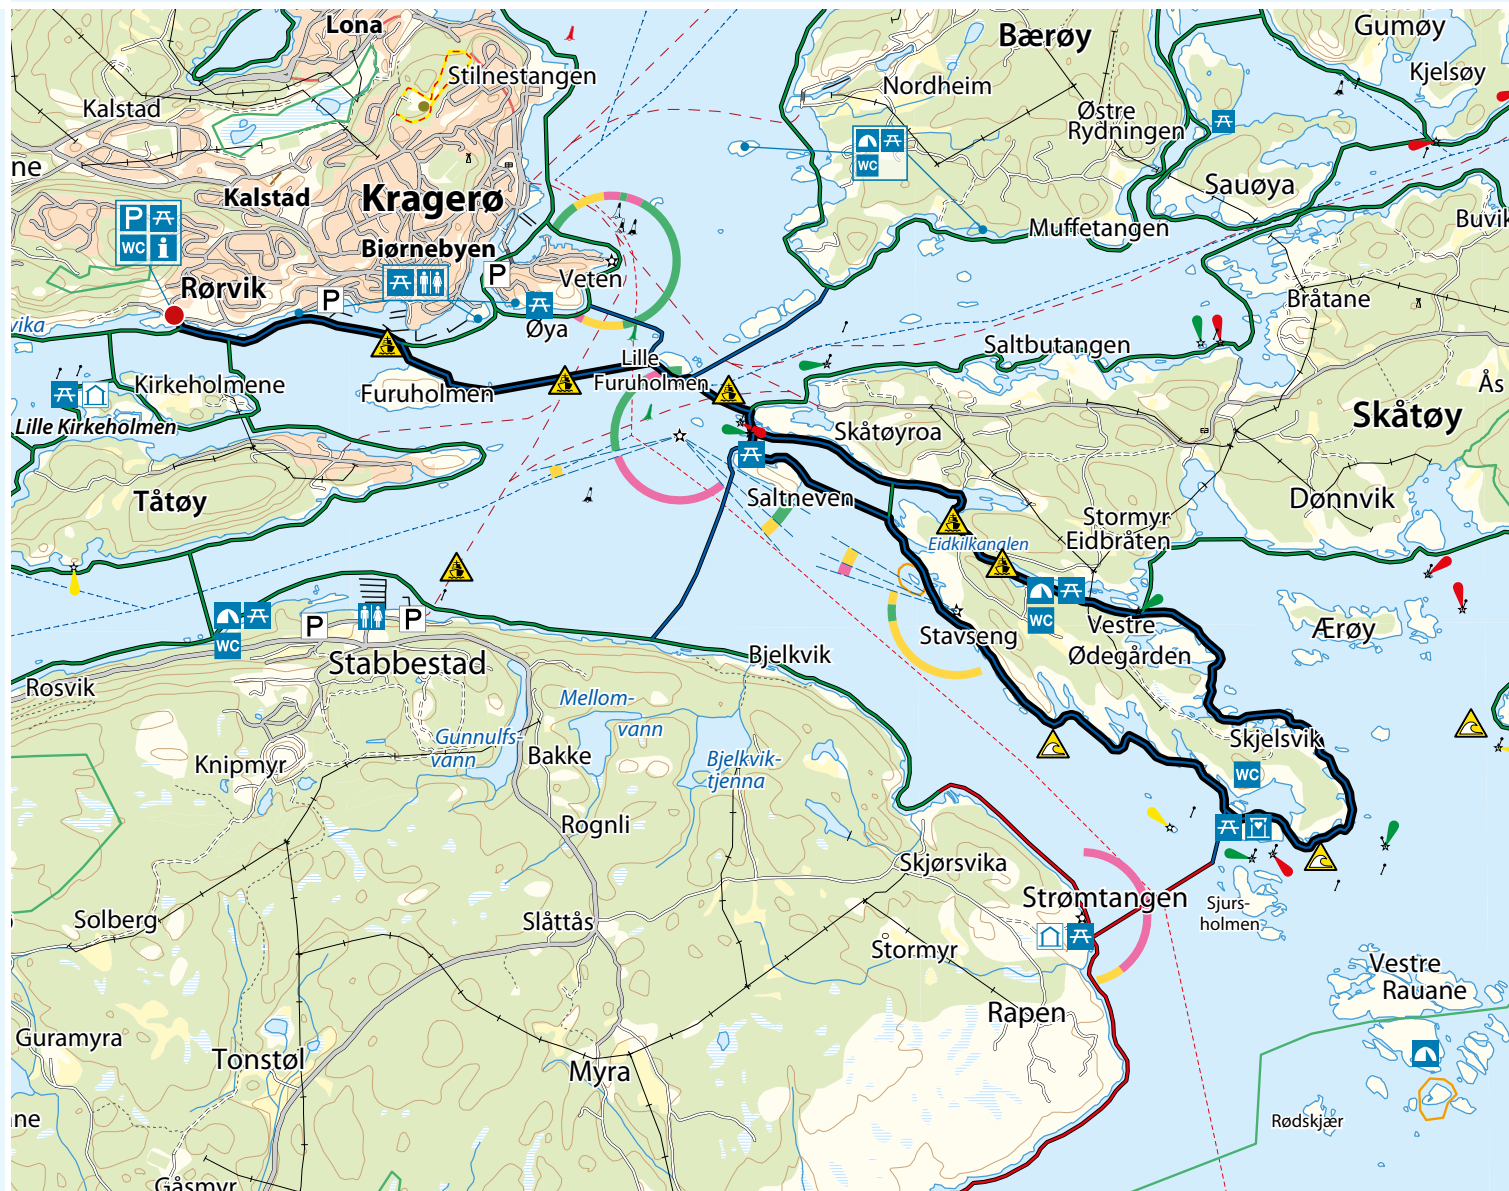 Lona
Bærøy
Gumøy
Stilnestangen
Nordheim
Kjelsøy
Kalstad
Østre
Rydningen
WC
ne
Kalstad
Kragerø
Sauøya
P
WC
i
Biørnebyen
Muffetangen
Buvik
Rørvik
P
Veten
P
Bråtane
vika
Øya
Saltbutangen
Lille
Furuholmen
Kirkeholmene
Furuholmen
Ås
Lille Kirkeholmen
Skåtøyroa
Skåtøy
Tåtøy
Saltneven
Dønnvik
Stormyr
Eidbråten
Eidkilkanalen
WC
P
P
WC
Stavseng
Vestre
Ødegården
Ærøy
Stabbestad
Bjelkvik
Rosvik
Mellom-
vann
Gunnulfs-
vann
Bakke
Bjelkvik-
tjenna
Skjelsvik
WC
Knipmyr
Rognli
Skjørsvika
Strømtangen
Sjurs-
holmen
Solberg
Slåttås
Stormyr
Vestre
Rauane
Rapen
Guramyra
Tonstøl
Myra
Rødskjær
ane
Gåsmyr